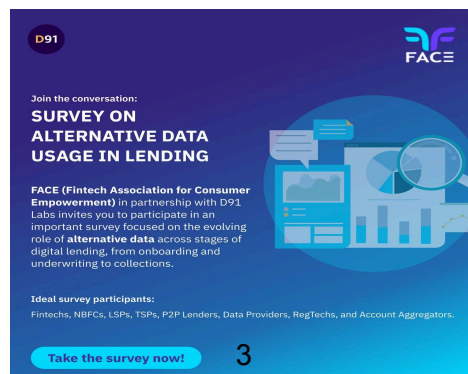 D91
FACE
Join the conversation:
SURVEY ON
ALTERNATIVE DATA
USAGE IN LENDING
FACE (Fintech Association for Consumer
Empowerment) in partnership with D91
Labs invites you to participate in an
important survey focused on the evolving
role of alternative data across stages of
digital lending, from onboarding and
underwriting to collections.
Ideal survey participants:
Fintechs, NBFCs, LSPs, TSPs, P2P Lenders, Data Providers, RegTechs, and Account Aggregators.
Take the survey now!
3